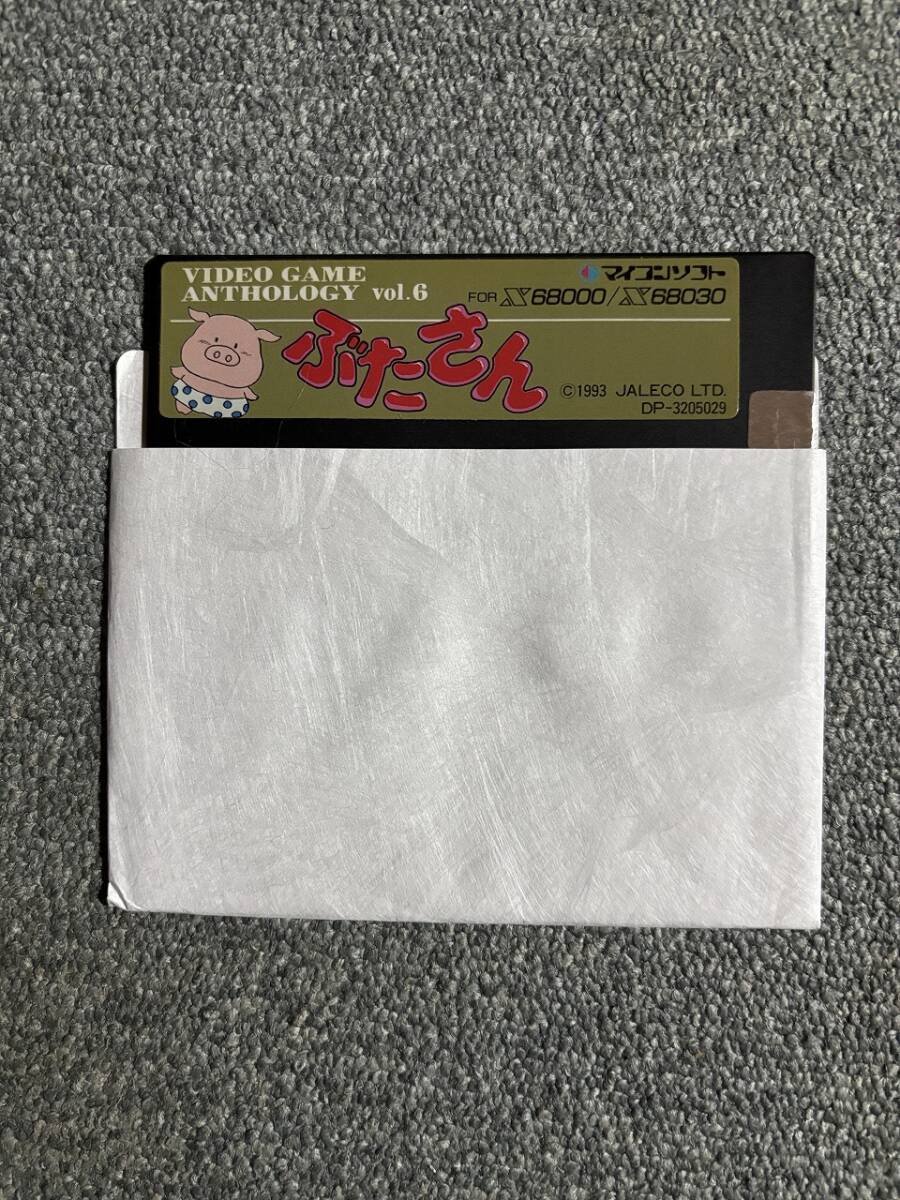 VIDEO GAME
ANTHOLOGY vol.6
マイコンソフト
FOR X68000/X68030
ぶたさん
©1993 JALECO LTD.
DP-3205029